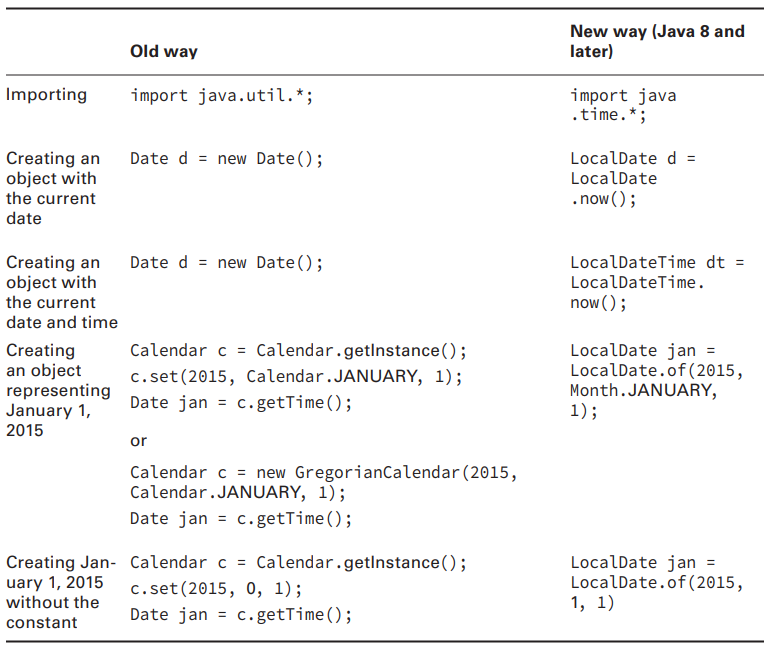 Old way
New way (Java 8 and
later)
Importing
import java.util.*;
import java
.time.*;
Creating an
object with
the current
date
Date d = new Date();
LocalDate d =
LocalDate
.now();
Creating an
object with
the current
date and time
Date d = new Date();
LocalDateTime dt =
LocalDateTime.
now();
Creating
an object
representing
January 1,
2015
Calendar c = Calendar.getInstance();
c.set(2015, Calendar.JANUARY, 1);
Date jan = c.getTime();
or
Calendar c = new GregorianCalendar(2015,
Calendar.JANUARY, 1);
Date jan = c.getTime();
LocalDate jan =
LocalDate.of(2015,
Month.JANUARY,
1);
Creating Jan-
uary 1, 2015
without the
constant
Calendar c = Calendar.getInstance();
c.set(2015, 0, 1);
Date jan = c.getTime();
LocalDate jan =
LocalDate.of(2015,
1, 1)